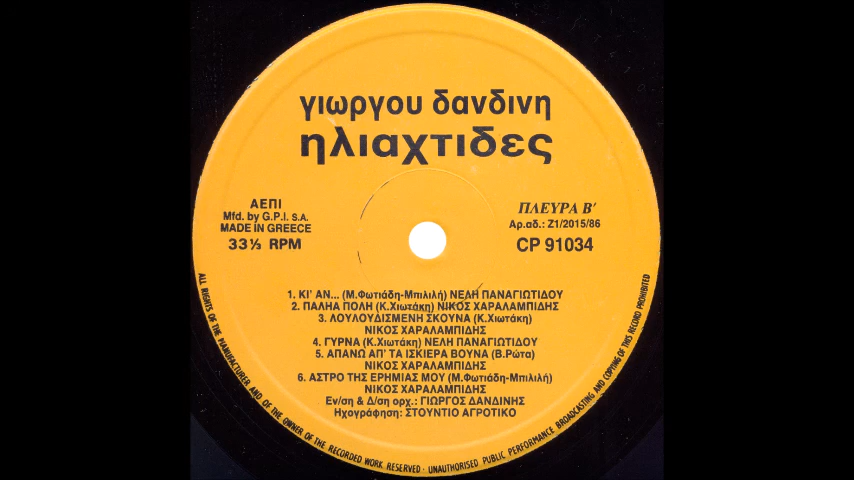 γιωργου δανδινη
ηλιαχτιδες
ΑΕΠΙ
Mfd. by G.P.I. S.A.
MADE IN GREECE
33⅓ RPM
ΠΛΕΥΡΑ Β'
Αρ.αδ.: Ζ1/2015/86
CP 91034
1. ΚΙ' ΑΝ... (Μ.Φωτιάδη-Μπιλιλή) ΝΕΛΗ ΠΑΝΑΓΙΩΤΙΔΟΥ
2. ΠΑΛΗΑ ΠΟΛΗ (Κ.Χιωτάκη) ΝΙΚΟΣ ΧΑΡΑΛΑΜΠΙΔΗΣ
3. ΛΟΥΛΟΥΔΙΣΜΕΝΗ ΣΚΟΥΝΑ (Κ.Χιωτάκη)
ΝΙΚΟΣ ΧΑΡΑΛΑΜΠΙΔΗΣ
4. ΓΥΡΝΑ (Κ.Χιωτάκη) ΝΕΛΗ ΠΑΝΑΓΙΩΤΙΔΟΥ
5. ΑΠΑΝΩ ΑΠ' ΤΑ ΙΣΚΙΕΡΑ ΒΟΥΝΑ (Β.Ρώτα)
ΝΙΚΟΣ ΧΑΡΑΛΑΜΠΙΔΗΣ
6. ΑΣΤΡΟ ΤΗΣ ΕΡΗΜΙΑΣ ΜΟΥ (Μ.Φωτιάδη-Μπιλιλή)
ΝΙΚΟΣ ΧΑΡΑΛΑΜΠΙΔΗΣ
Εν/ση & Δ/ση ορχ.: ΓΙΩΡΓΟΣ ΔΑΝΔΙΝΗΣ
Ηχογράφηση: ΣΤΟΥΝΤΙΟ ΑΓΡΟΤΙΚΟ
ALL RIGHTS OF THE MANUFACTURER AND OF THE OWNER OF THE RECORDED WORK RESERVED · UNAUTHORISED PUBLIC PERFORMANCE BROADCASTING AND COPYING OF THIS RECORD PROHIBITED